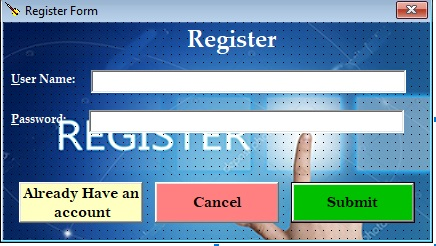 Register Form
Register
User Name:
Password:
REGISTER
Already Have an
account
Cancel
Submit